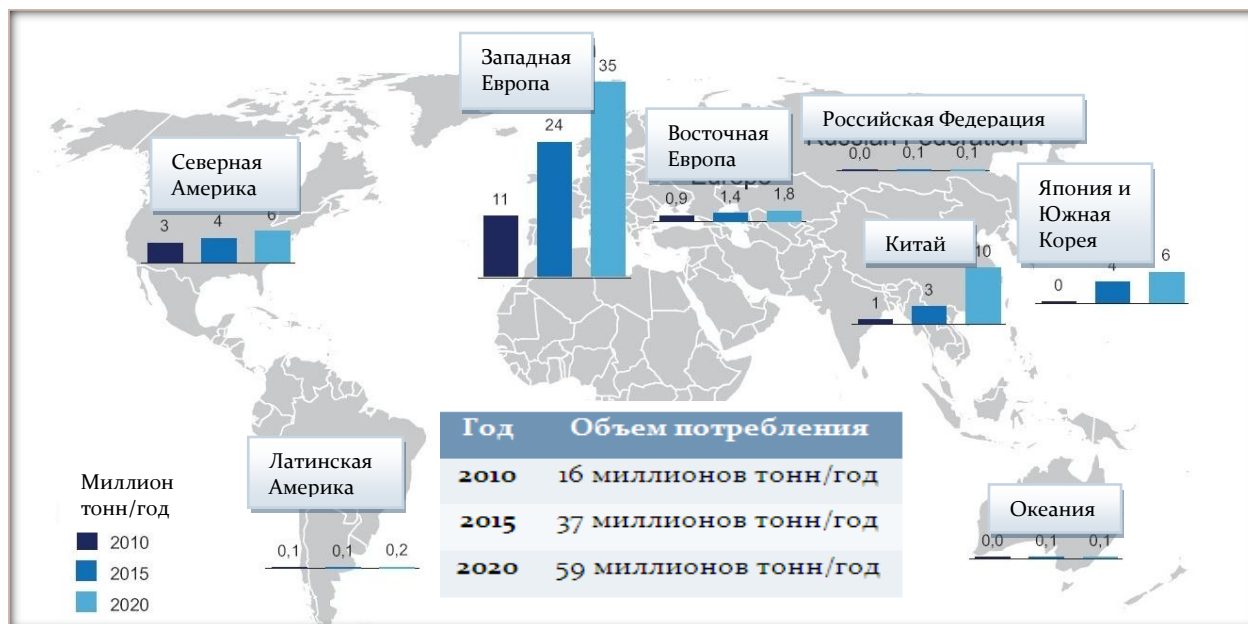 Западная
Европа
35
24
11
Северная
Америка
3
4
6
Восточная
Европа
Europe
0,9
1,4
1,8
Российская Федерация
Russian Federation
0,0
0,1
0,1
Япония и
Южная
Корея
0
4
6
Китай
1
3
10
Латинская
Америка
0,1
0,1
0,2
Океания
0,0
0,1
0,1
Миллион
тонн/год
2010
2015
2020
Год Объем потребления
2010 16 миллионов тонн/год
2015 37 миллионов тонн/год
2020 59 миллионов тонн/год